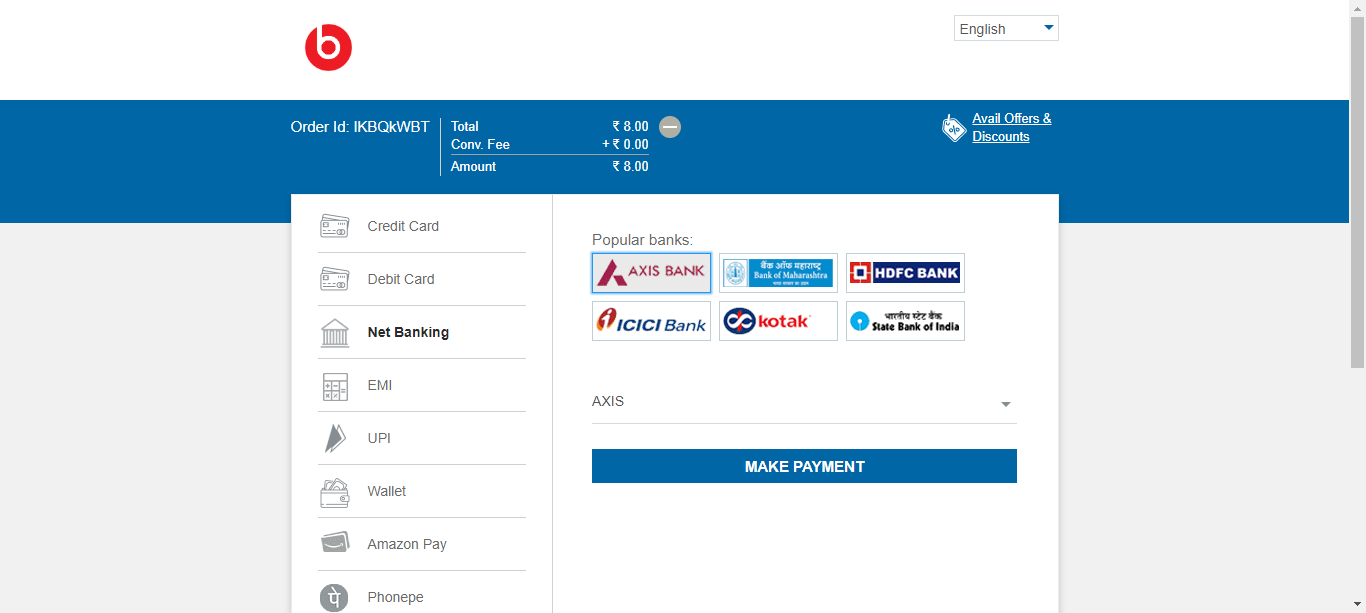 b
English
Order Id: IKBQkWBT
Total ₹ 8.00
Conv. Fee + ₹ 0.00
Amount ₹ 8.00
Avail Offers &
Discounts
Credit Card
Debit Card
Net Banking
EMI
UPI
Wallet
Amazon Pay
Phonepe
Popular banks:
AXIS BANK
बैंक ऑफ महाराष्ट्र
Bank of Maharashtra
HDFC BANK
ICICI Bank
kotak
भारतीय स्टेट बैंक
State Bank of India
AXIS
MAKE PAYMENT